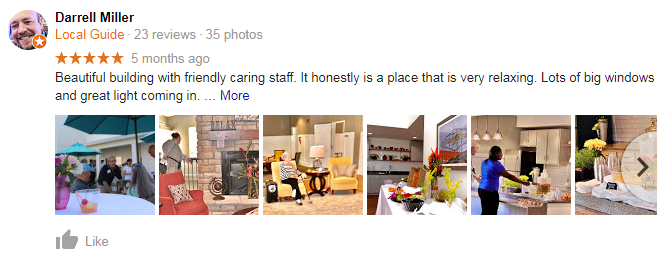 Darrell Miller
Local Guide · 23 reviews · 35 photos
5 months ago
Beautiful building with friendly caring staff. It honestly is a place that is very relaxing. Lots of big windows
and great light coming in. … More
Like